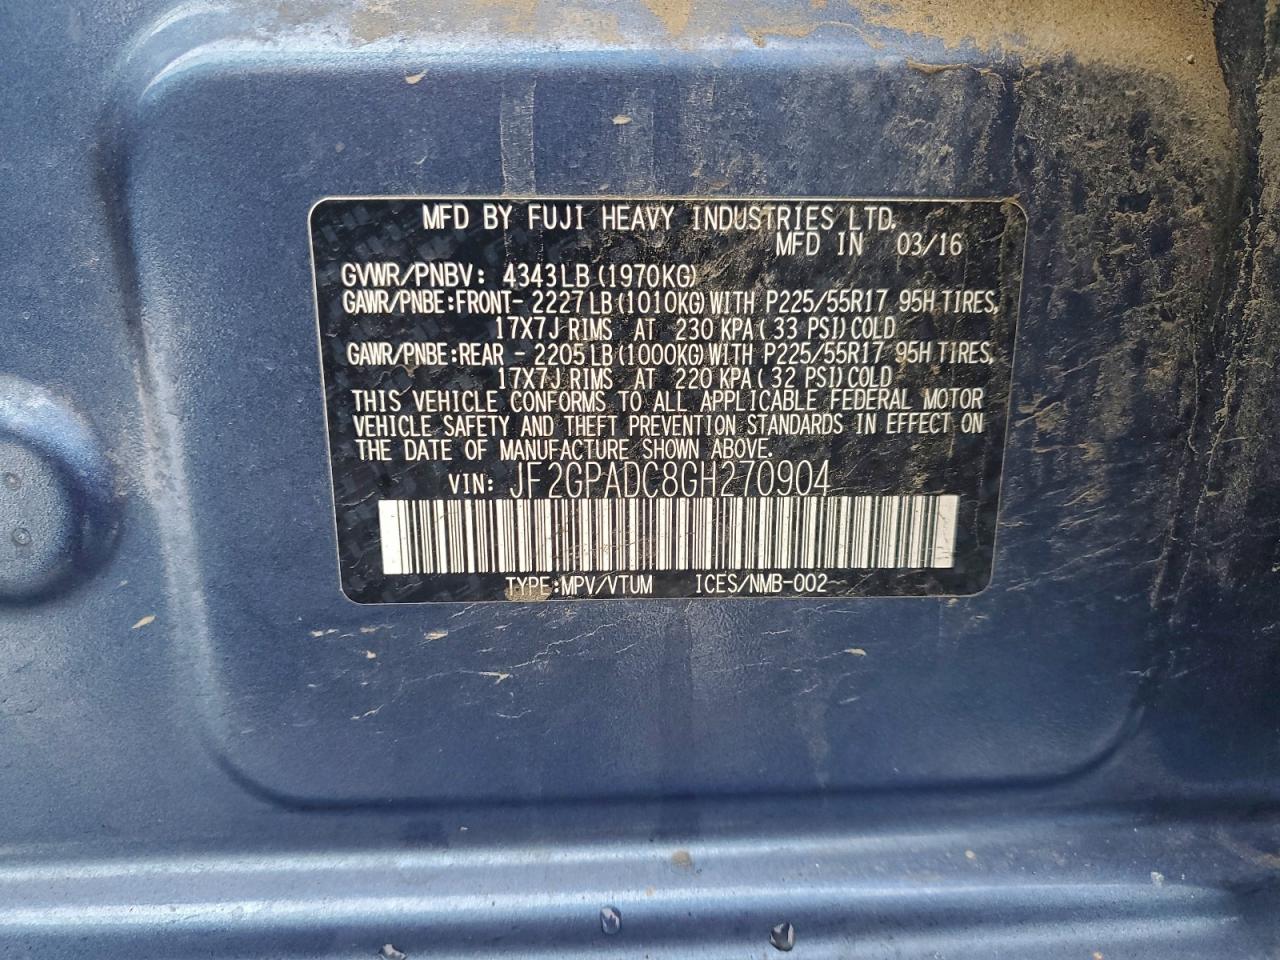 MFD BY FUJI HEAVY INDUSTRIES LTD.
MFD IN 03/16
GVWR/PNBV: 4343LB (1970KG)
GAWR/PNBE:FRONT- 2227LB (1010KG) WITH P225/55R17 95H TIRES,
17X7J RIMS AT 230 KPA ( 33 PSI) COLD
GAWR/PNBE:REAR - 2205LB (1000KG) WITH P225/55R17 95H TIRES,
17X7J RIMS AT 220 KPA ( 32 PSI) COLD
THIS VEHICLE CONFORMS TO ALL APPLICABLE FEDERAL MOTOR
VEHICLE SAFETY AND THEFT PREVENTION STANDARDS IN EFFECT ON
THE DATE OF MANUFACTURE SHOWN ABOVE.
VIN: JF2GPADC8GH270904
TYPE:MPV/VTUM ICES/NMB-002